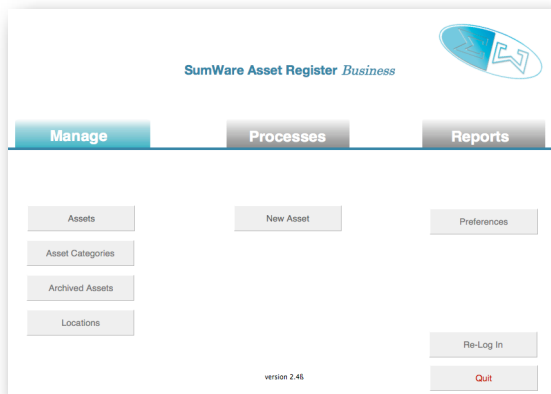 SumWare Asset Register Business
Manage Processes Reports
Assets New Asset Preferences
Asset Categories
Archived Assets
Locations
Re-Log In
version 2.4ß Quit